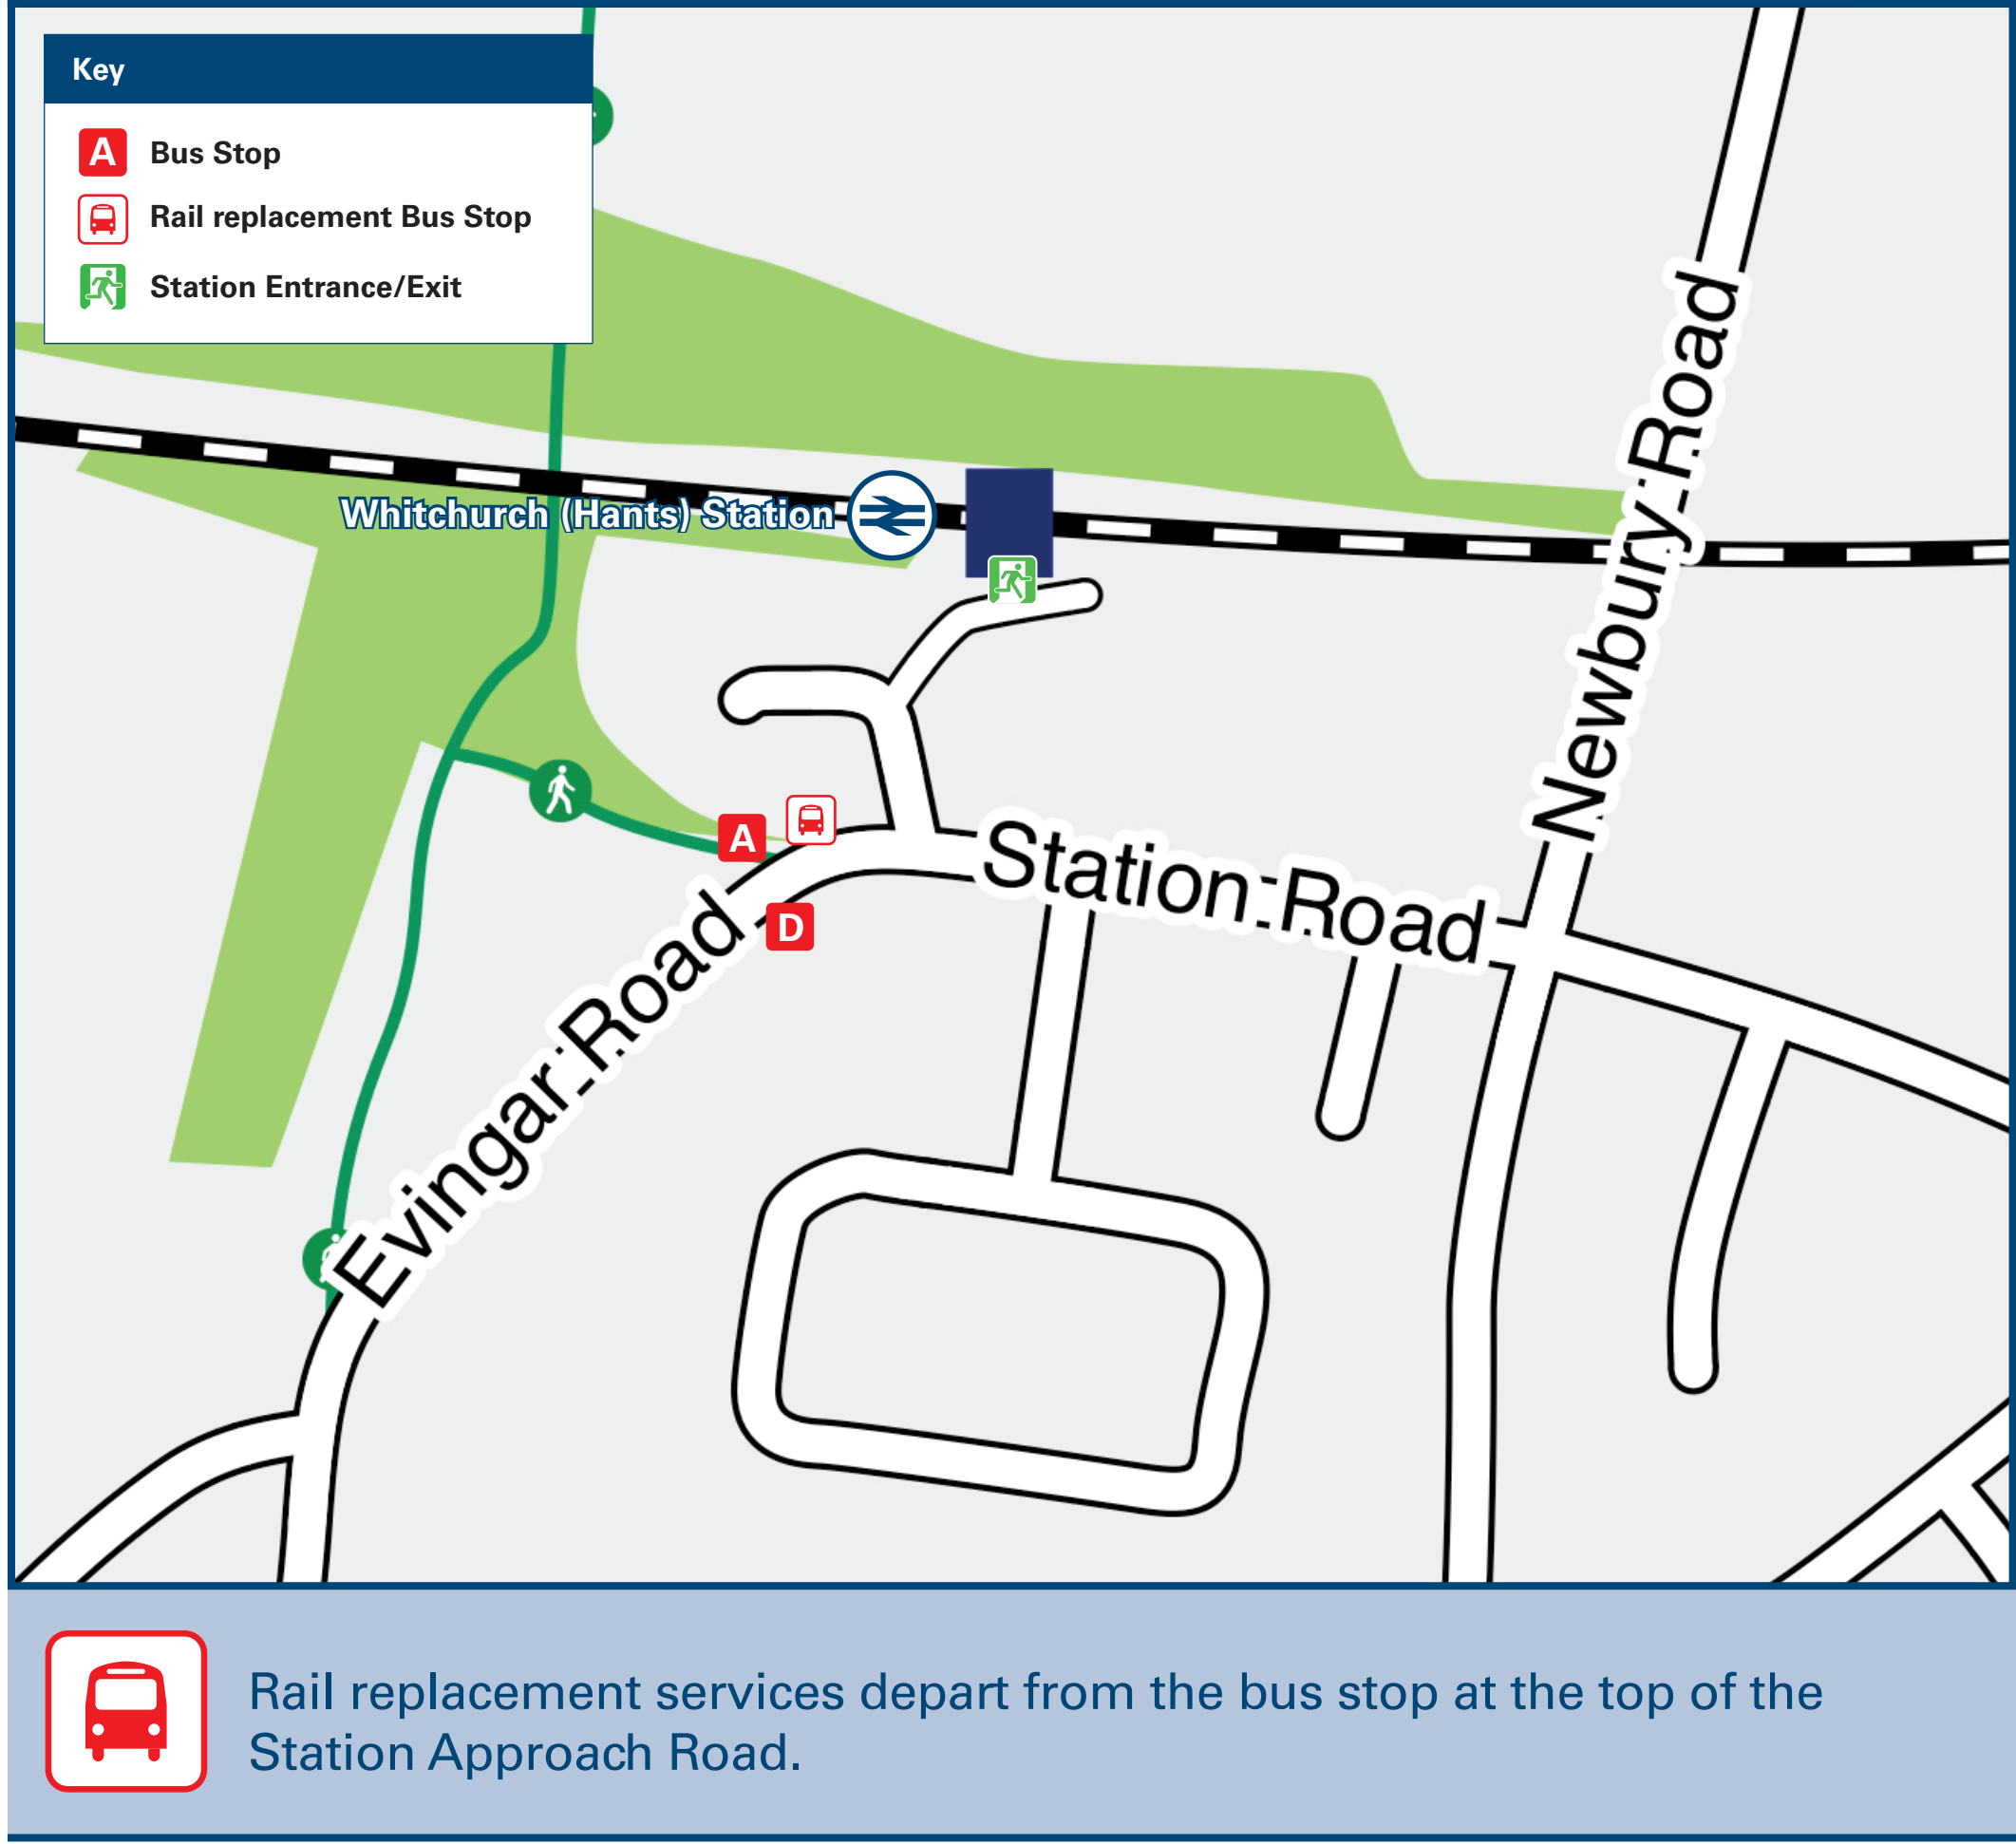 Key
A
Bus Stop
Rail replacement Bus Stop
Station Entrance/Exit
Newbury Road
Whitchurch (Hants) Station
A
Station Road
D
Evingar Road
Rail replacement services depart from the bus stop at the top of the
Station Approach Road.